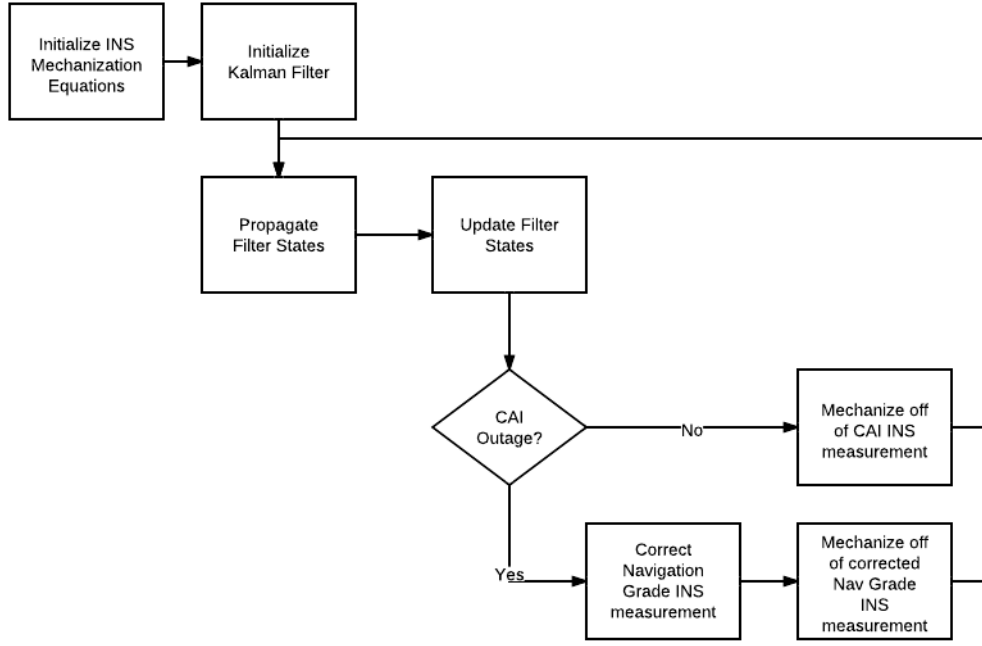 Initialize INS
Mechanization
Equations
Initialize
Kalman Filter
Propagate
Filter States
Update Filter
States
CAI
Outage?
No
Mechanize off
of CAI INS
measurement
Yes
Correct
Navigation
Grade INS
measurement
Mechanize off
of corrected
Nav Grade
INS
measurement